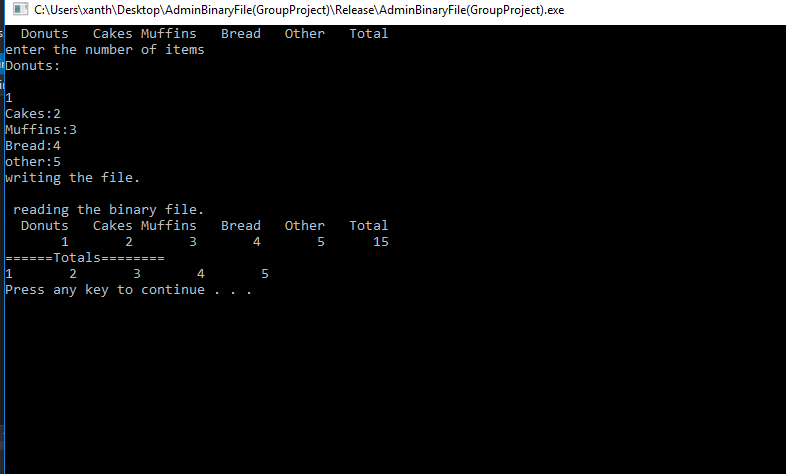 C:\Users\xanth\Desktop\AdminBinaryFile(GroupProject)\Release\AdminBinaryFile(GroupProject).exe
Donuts   Cakes Muffins   Bread   Other   Total
enter the number of items
Donuts:
1
Cakes:2
Muffins:3
Bread:4
other:5
writing the file.
reading the binary file.
Donuts   Cakes Muffins   Bread   Other   Total
1       2       3       4       5      15
======Totals========
1       2       3       4       5
Press any key to continue . . .